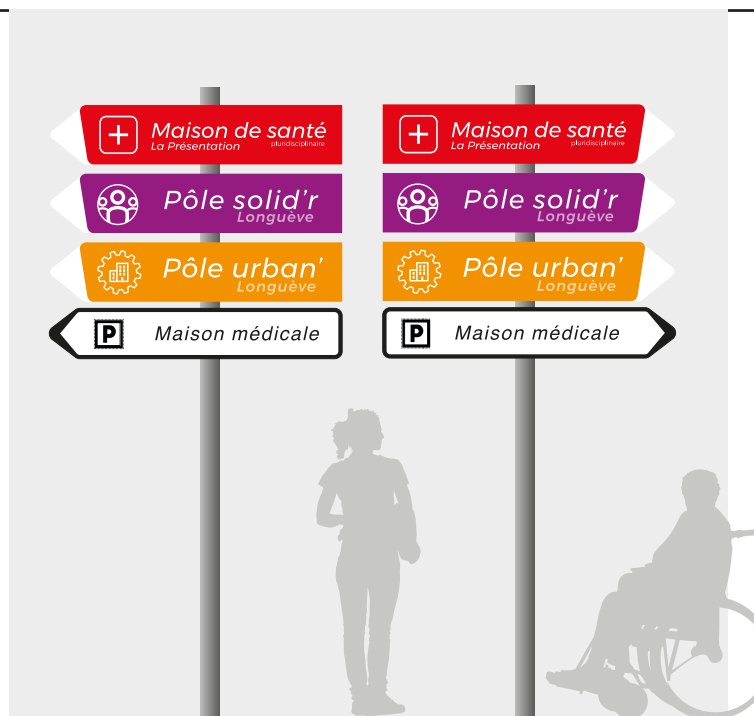 Maison de santé
La Présentation pluridisciplinaire
Pôle solid'r
Longuève
Pôle urban'
Longuève
P Maison médicale
Maison de santé
La Présentation pluridisciplinaire
Pôle solid'r
Longuève
Pôle urban'
Longuève
P Maison médicale